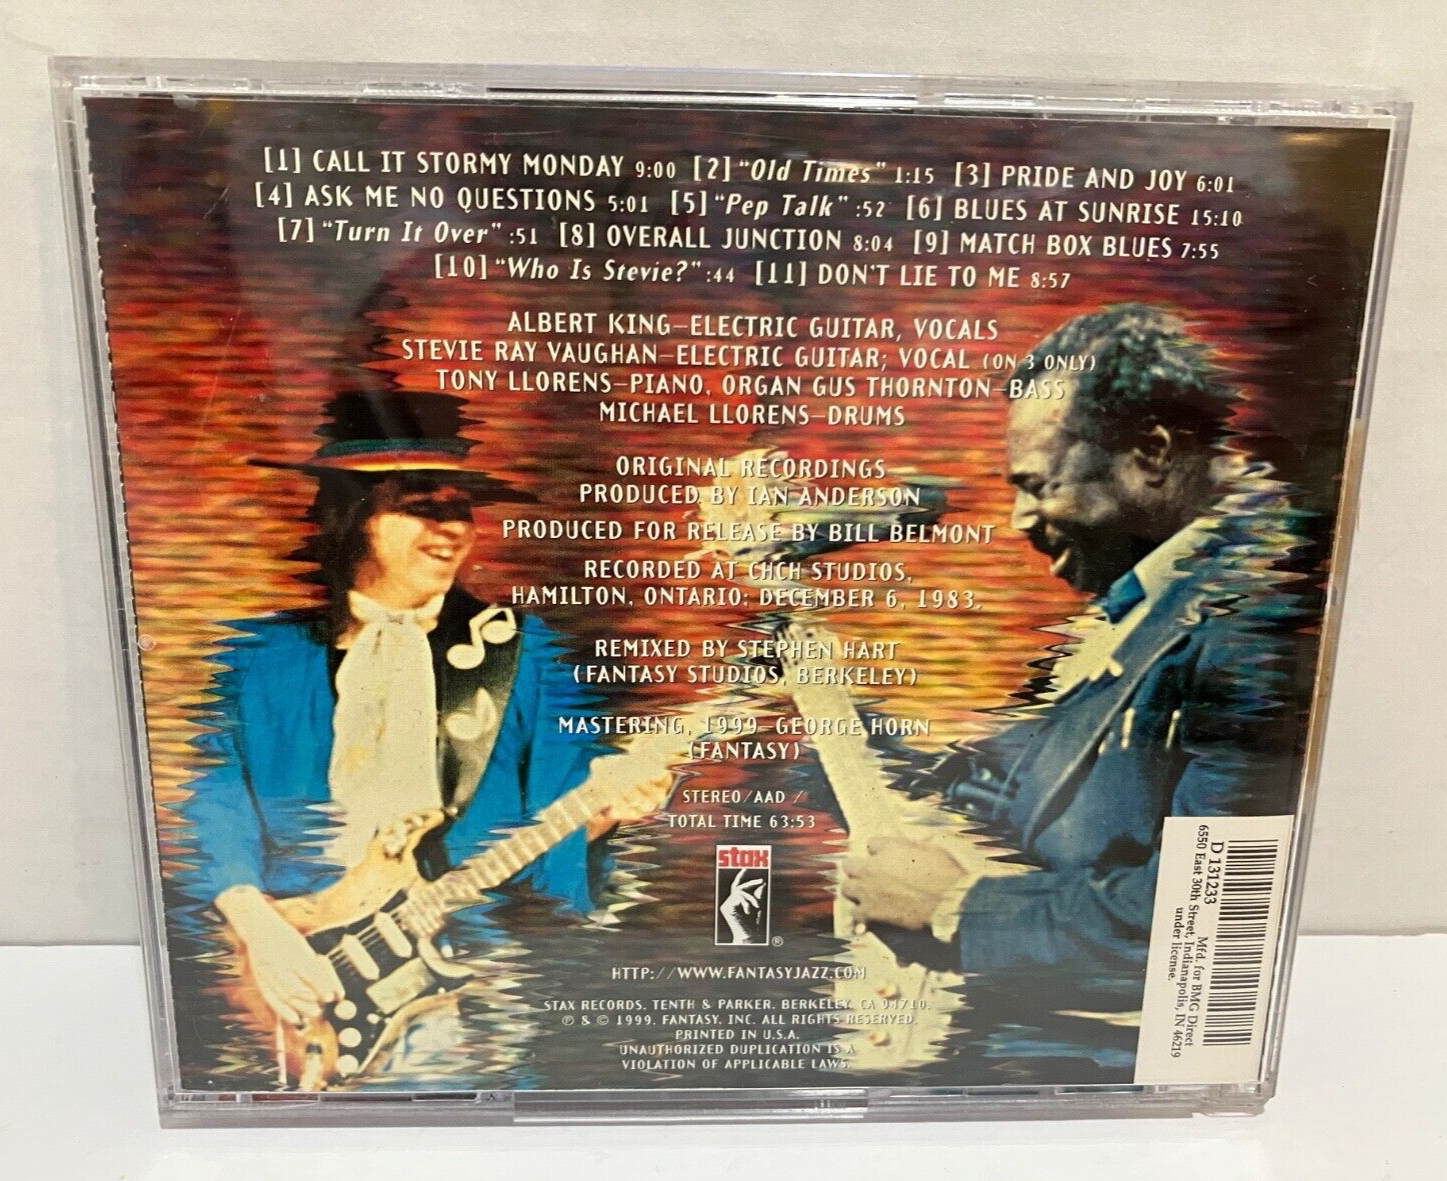 [1] CALL IT STORMY MONDAY 9:00 [2] "Old Times" 1:15 [3] PRIDE AND JOY 6:01
[4] ASK ME NO QUESTIONS 5:01 [5] "Pep Talk" :52 [6] BLUES AT SUNRISE 15:10
[7] "Turn It Over" :51 [8] OVERALL JUNCTION 8:04 [9] MATCH BOX BLUES 7:55
[10] "Who Is Stevie?" :44 [11] DON'T LIE TO ME 8:57
ALBERT KING–ELECTRIC GUITAR, VOCALS
STEVIE RAY VAUGHAN–ELECTRIC GUITAR; VOCAL (ON 3 ONLY)
TONY LLORENS–PIANO, ORGAN GUS THORNTON–BASS
MICHAEL LLORENS–DRUMS
ORIGINAL RECORDINGS
PRODUCED BY IAN ANDERSON
PRODUCED FOR RELEASE BY BILL BELMONT
RECORDED AT CHCH STUDIOS,
HAMILTON, ONTARIO; DECEMBER 6, 1983.
REMIXED BY STEPHEN HART
(FANTASY STUDIOS, BERKELEY)
MASTERING, 1999–GEORGE HORN
(FANTASY)
STEREO/AAD /
TOTAL TIME 63:53
stax
®
HTTP://WWW.FANTASYJAZZ.COM
STAX RECORDS, TENTH & PARKER, BERKELEY, CA 94710.
℗ & © 1999, FANTASY, INC. ALL RIGHTS RESERVED.
PRINTED IN U.S.A.
UNAUTHORIZED DUPLICATION IS A
VIOLATION OF APPLICABLE LAWS.
D 131233 Mfd. for BMG Direct
6550 East 30th Street, Indianapolis, IN 46219
under license.